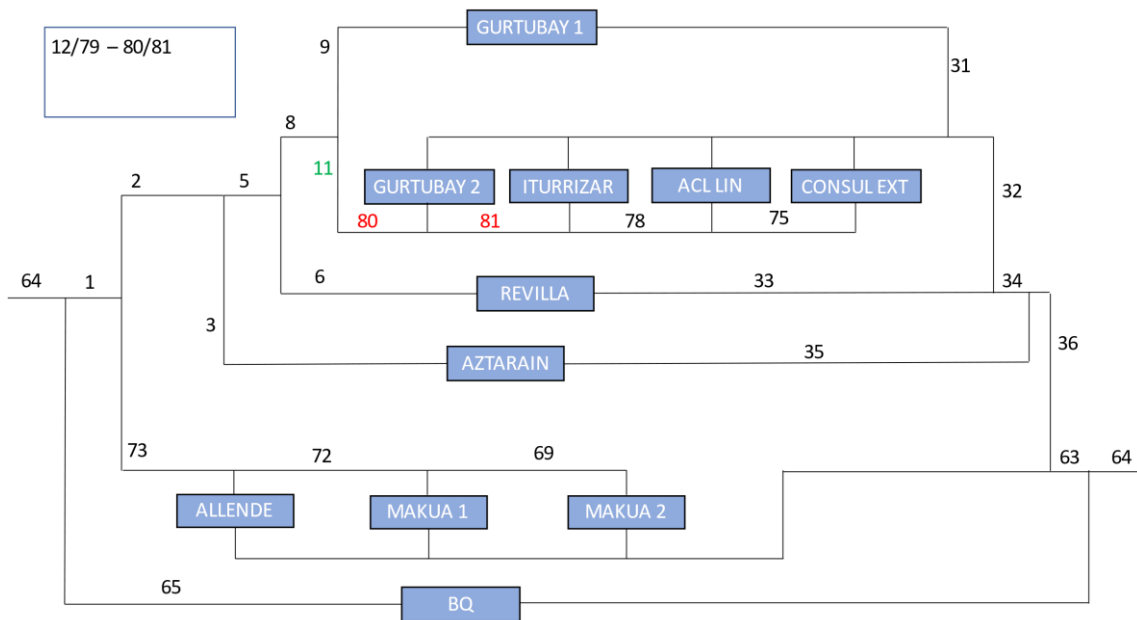 GURTUBAY 1
12/79 – 80/81
9
31
8
11
2
5
GURTUBAY 2
ITURRIZAR
ACL LIN
CONSUL EXT
32
80
81
78
75
64
1
6
REVILLA
33
34
3
AZTARAIN
35
36
73
72
69
63
64
ALLENDE
MAKUA 1
MAKUA 2
65
BQ